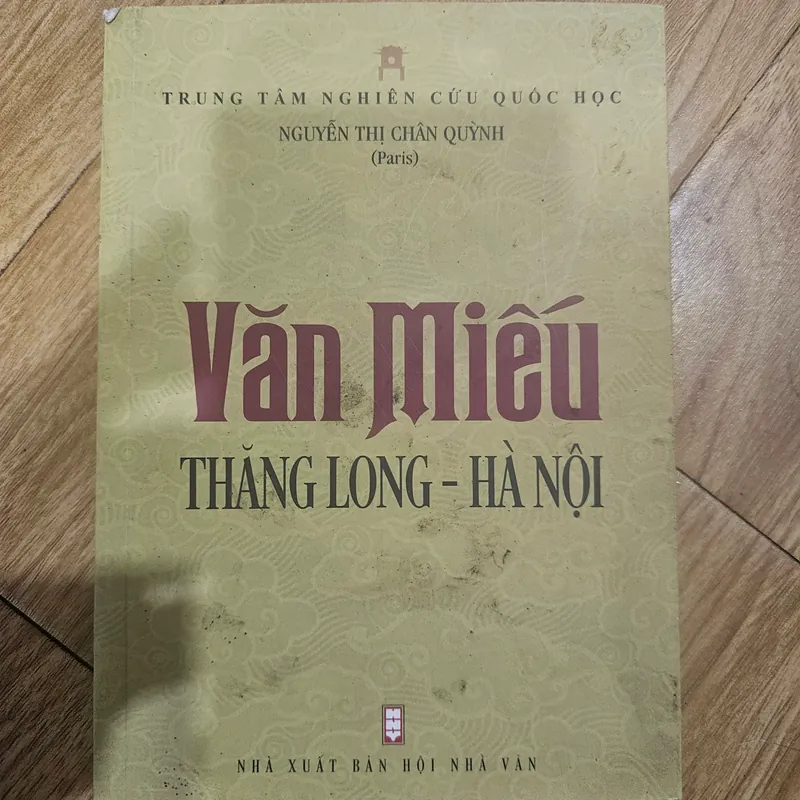 TRUNG TÂM NGHIÊN CỨU QUỐC HỌC
NGUYỄN THỊ CHÂN QUỲNH
(Paris)
Văn Miếu
THĂNG LONG - HÀ NỘI
NHÀ XUẤT BẢN HỘI NHÀ VĂN